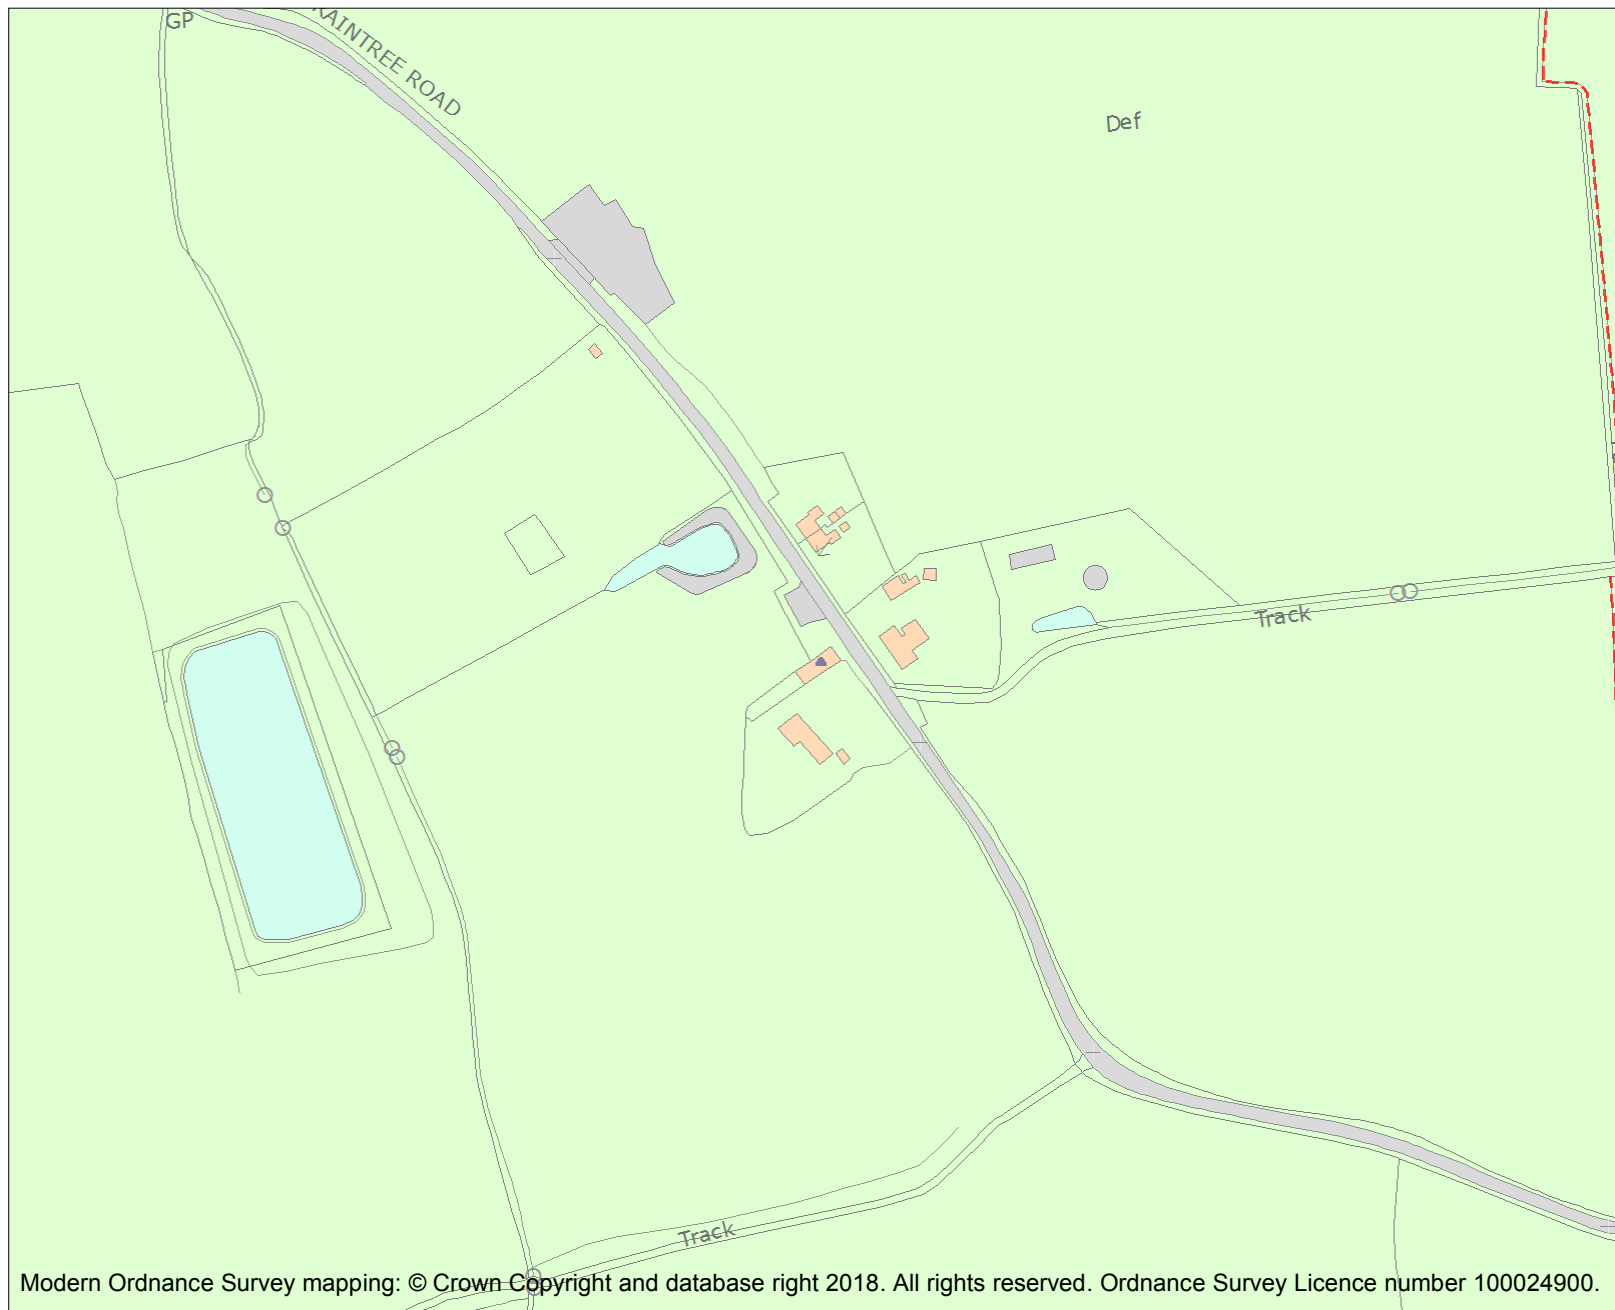 GP
RAINTREE ROAD
Def
Track
Track
Modern Ordnance Survey mapping: © Crown Copyright and database right 2018. All rights reserved. Ordnance Survey Licence number 100024900.